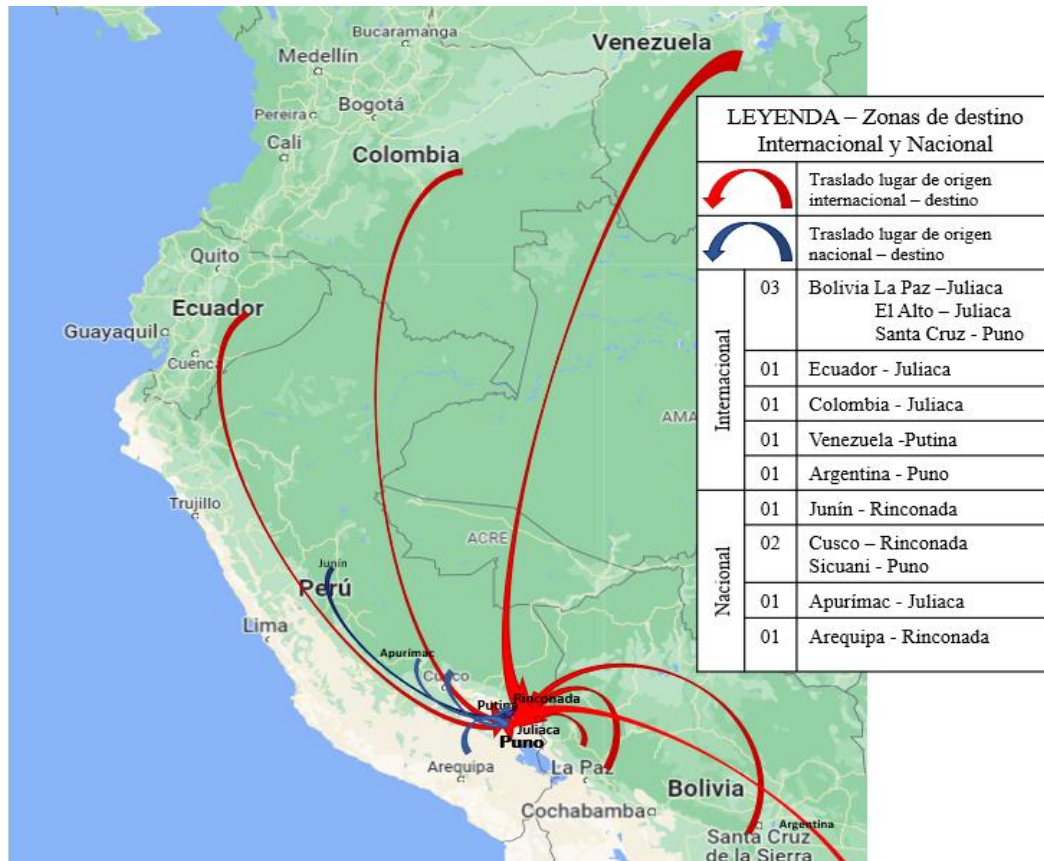 Bucaramanga
Medellín
Venezuela
Pereira
Bogotá
Cali
Colombia
Quito
Ecuador
Guayaquil
Cuenca
AMA
Trujillo
ACRE
Junín
Perú
Lima
Apurímac
Cusco
Rinconada
Putina
Juliaca
Puno
Arequipa
La Paz
Bolivia
Cochabamba
Argentina
Santa Cruz
de la Sierra
LEYENDA – Zonas de destino
Internacional y Nacional
Traslado lugar de origen
internacional – destino
Traslado lugar de origen
nacional – destino
Internacional
03 Bolivia La Paz –Juliaca
El Alto – Juliaca
Santa Cruz - Puno
01 Ecuador - Juliaca
01 Colombia - Juliaca
01 Venezuela -Putina
01 Argentina - Puno
Nacional
01 Junín - Rinconada
02 Cusco – Rinconada
Sicuani - Puno
01 Apurímac - Juliaca
01 Arequipa - Rinconada